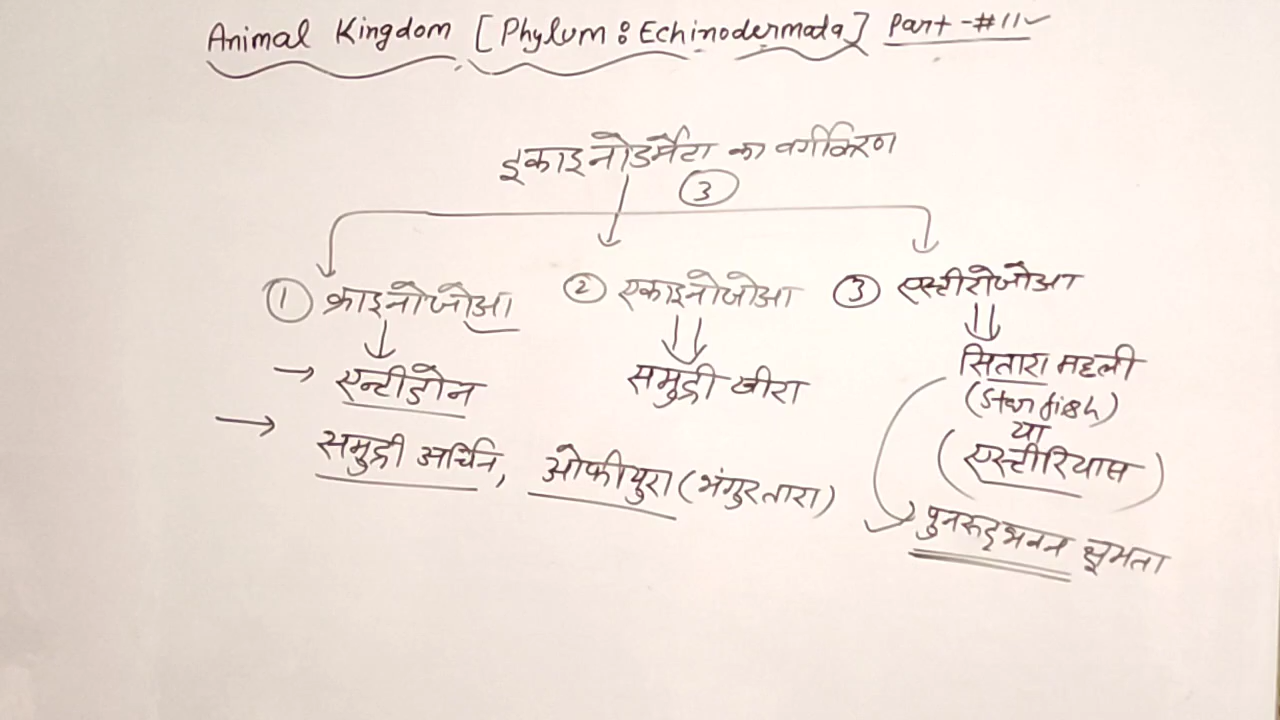 Animal Kingdom [Phylum : Echinodermata] Part-#11
इकाइनोडर्मेटा का वर्गीकरण
3
1 क्राइनोजोआ 2 एकाइनोजोआ 3 एस्टीरोजोआ
एन्टीडोन समुद्री खीरा सितारा मछली
(Star fish)
या
(एस्टीरियास)
समुद्री अर्चिन, ओफीयुरा (भंगुरतारा)
पुनरूद्भवन क्षमता